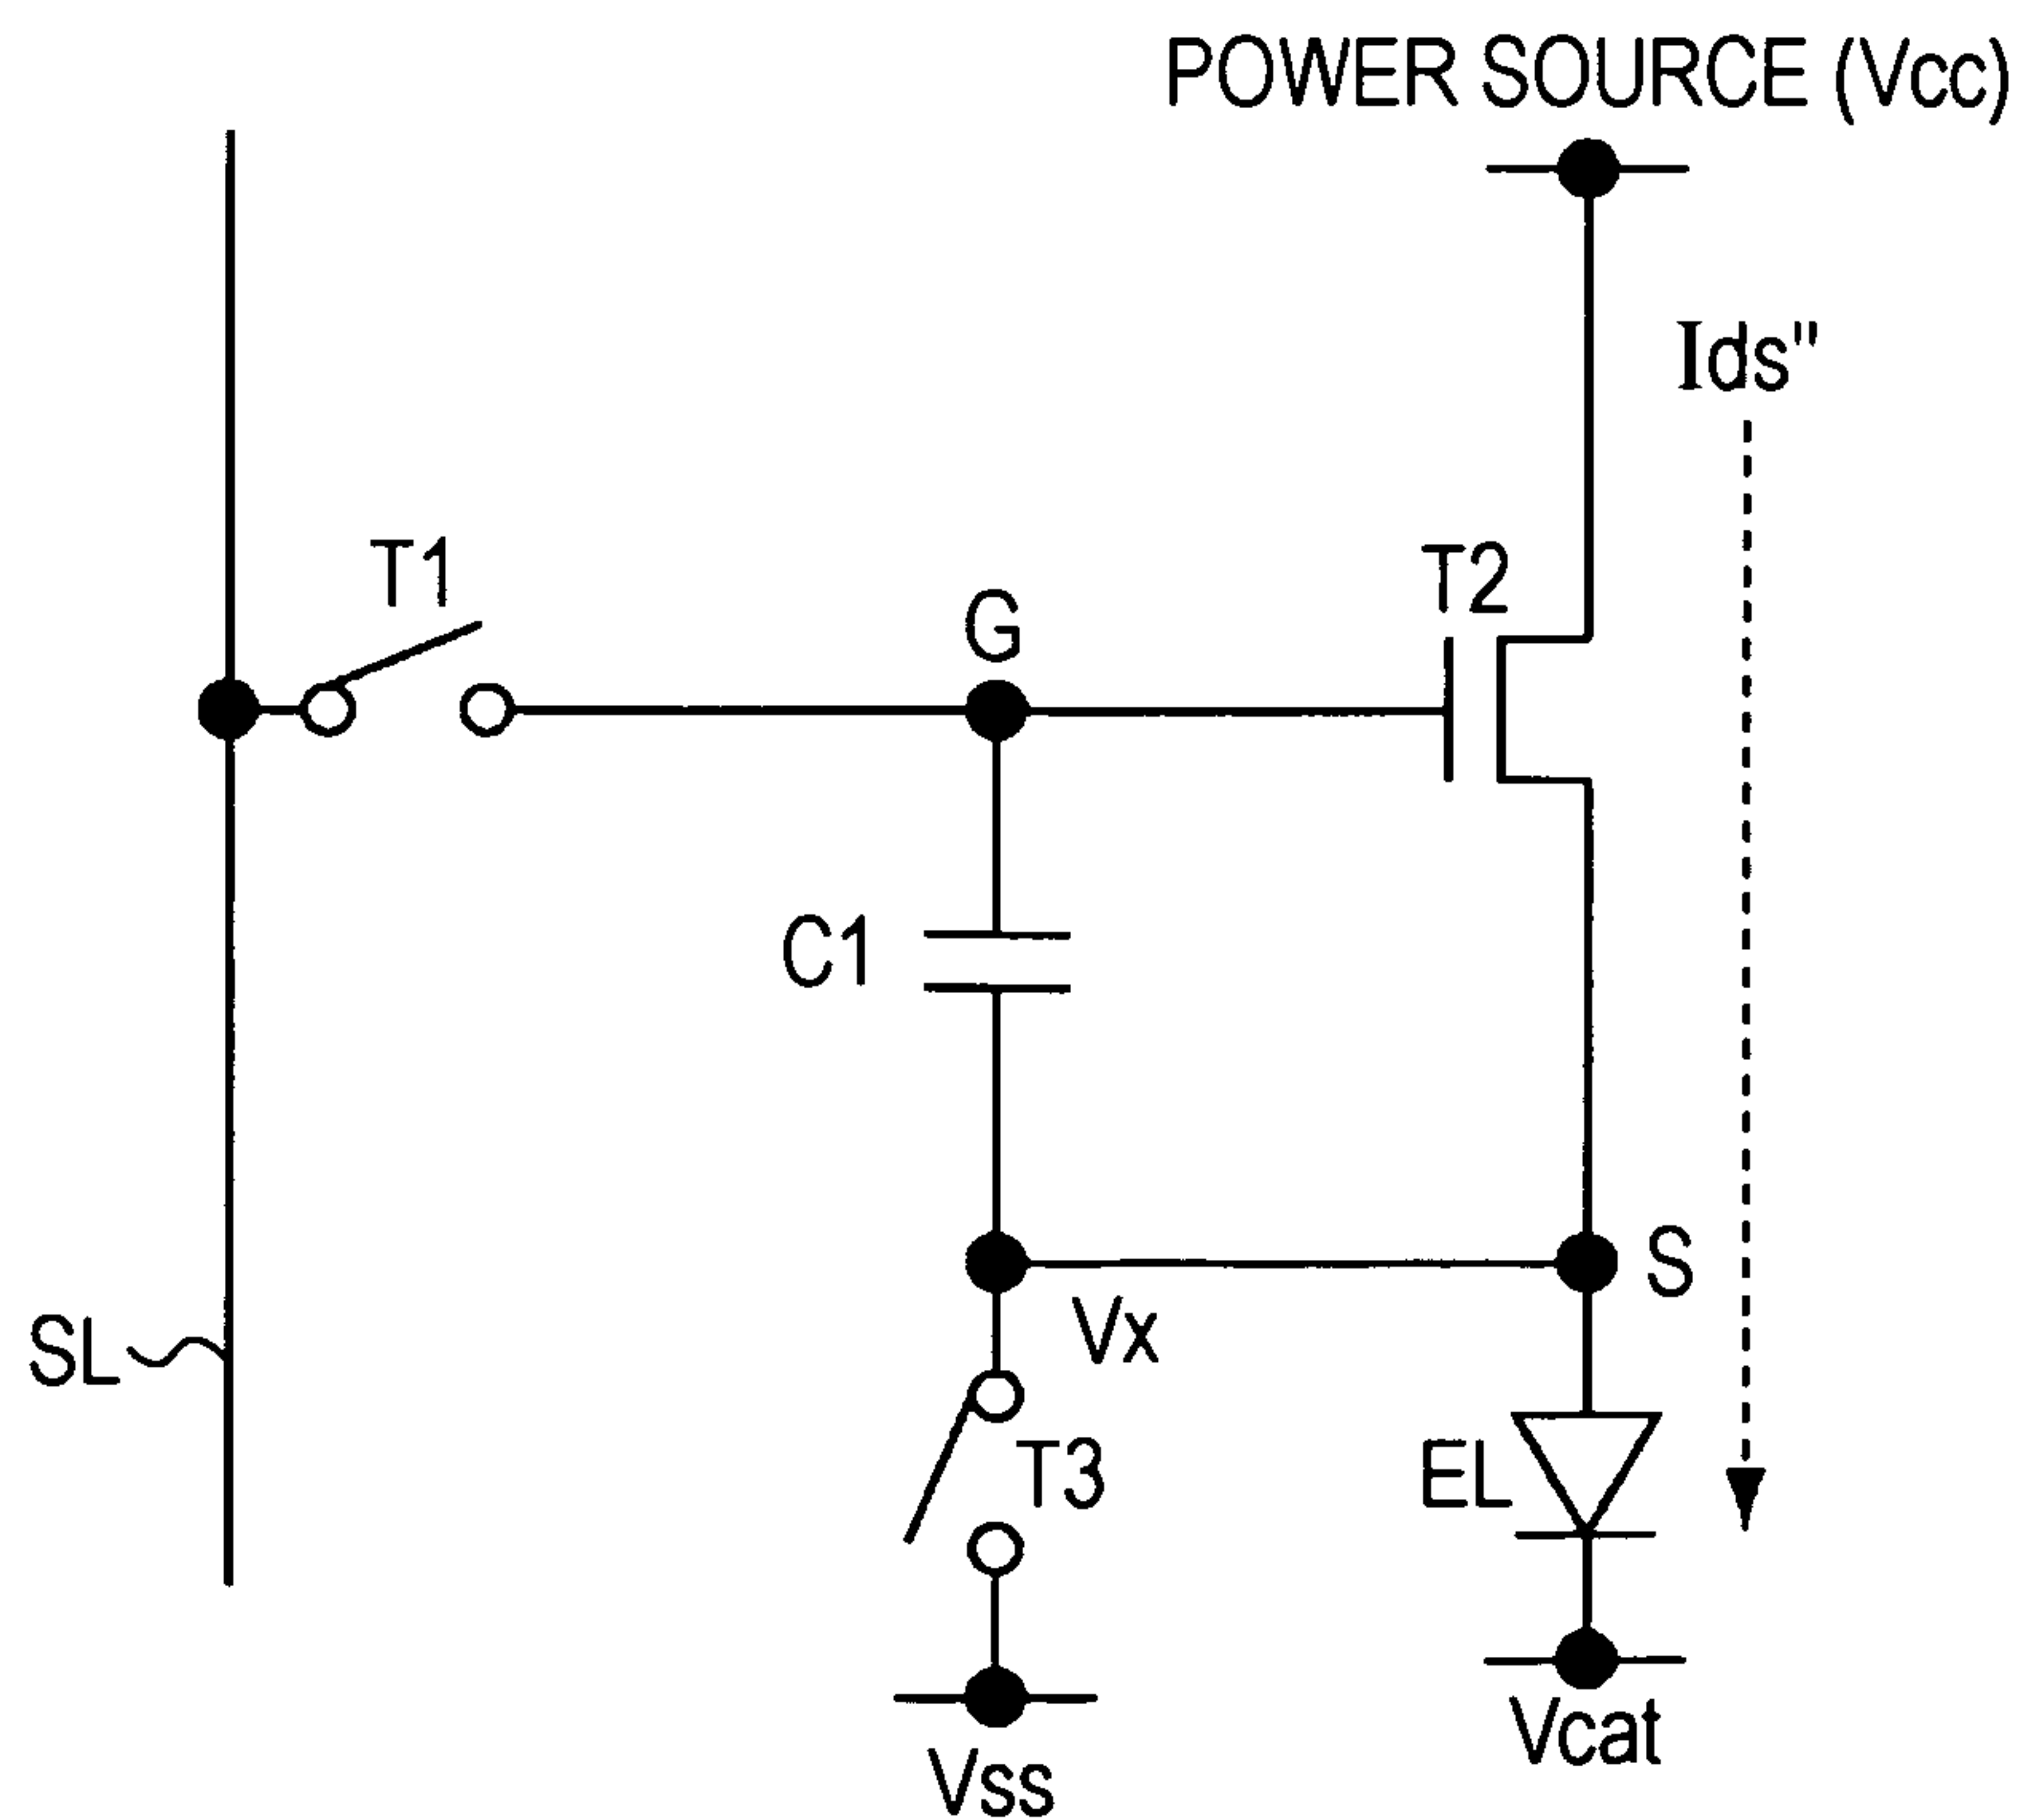 POWER SOURCE (Vcc)
Ids"
T1
G
T2
C1
S
Vx
SL
T3
EL
Vcat
Vss